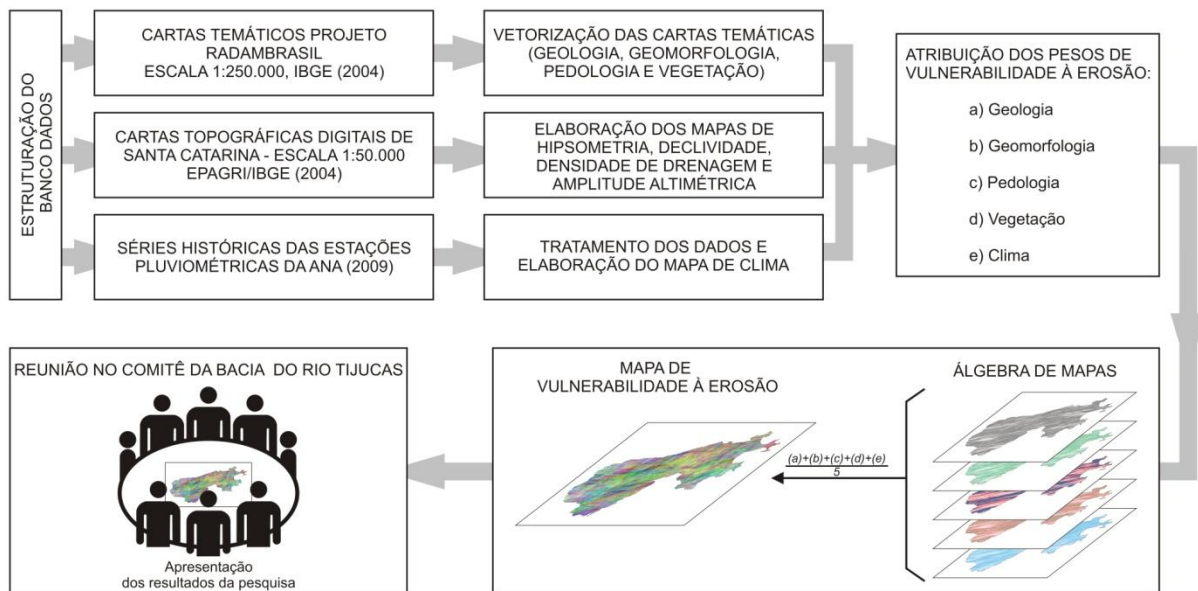 ESTRUTURAÇÃO DO
BANCO DADOS
CARTAS TEMÁTICOS PROJETO
RADAMBRASIL
ESCALA 1:250.000, IBGE (2004)
VETORIZAÇÃO DAS CARTAS TEMÁTICAS
(GEOLOGIA, GEOMORFOLOGIA,
PEDOLOGIA E VEGETAÇÃO)
CARTAS TOPOGRÁFICAS DIGITAIS DE
SANTA CATARINA - ESCALA 1:50.000
EPAGRI/IBGE (2004)
ELABORAÇÃO DOS MAPAS DE
HIPSOMETRIA, DECLIVIDADE,
DENSIDADE DE DRENAGEM E
AMPLITUDE ALTIMÉTRICA
SÉRIES HISTÓRICAS DAS ESTAÇÕES
PLUVIOMÉTRICAS DA ANA (2009)
TRATAMENTO DOS DADOS E
ELABORAÇÃO DO MAPA DE CLIMA
ATRIBUIÇÃO DOS PESOS DE
VULNERABILIDADE À EROSÃO:
a) Geologia
b) Geomorfologia
c) Pedologia
d) Vegetação
e) Clima
REUNIÃO NO COMITÊ DA BACIA DO RIO TIJUCAS
Apresentação
dos resultados da pesquisa
MAPA DE
VULNERABILIDADE À EROSÃO
(a)+(b)+(c)+(d)+(e)
5
ÁLGEBRA DE MAPAS